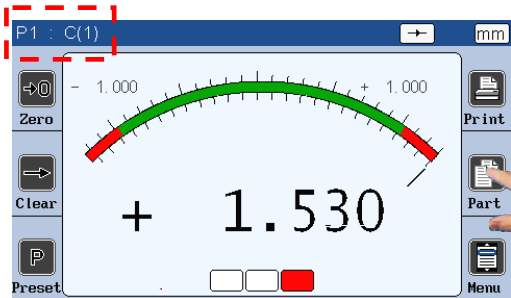 P1 : C(1)
mm
- 1.000
+ 1.000
Zero
Print
+ 1.530
Clear
Part
P
Preset
Menu